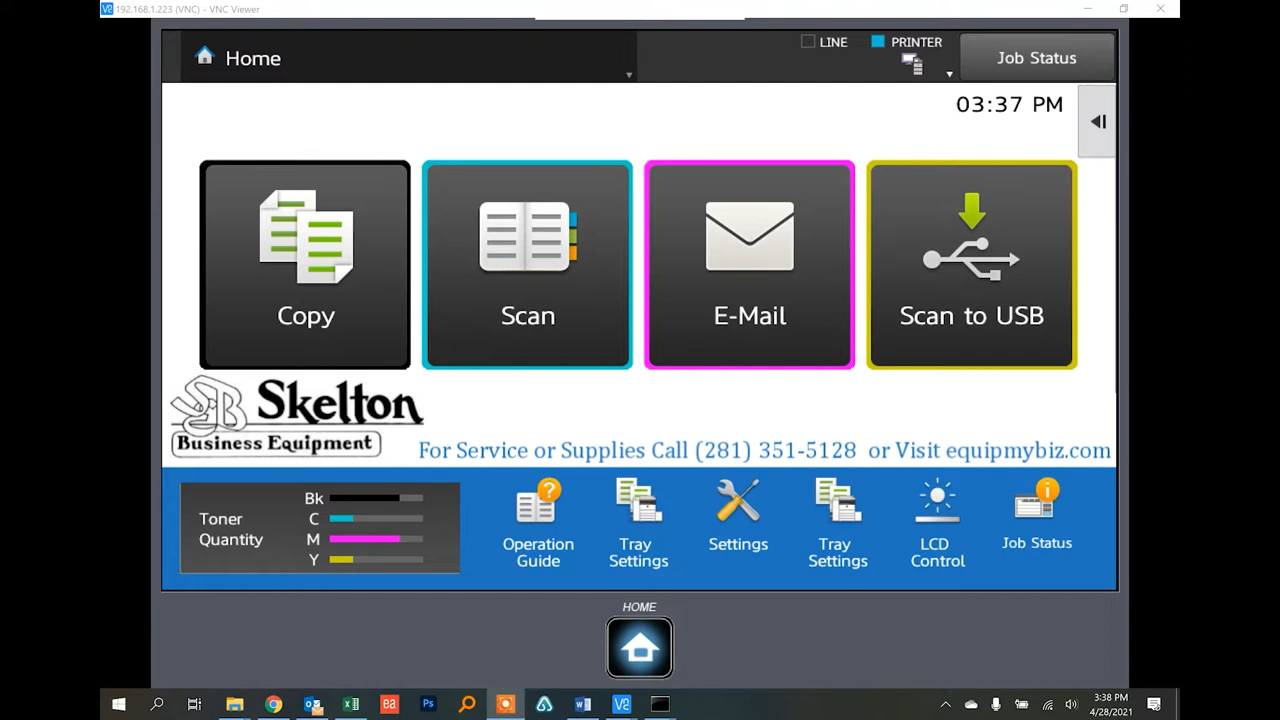 192.168.1.223 (VNC) - VNC Viewer
Home
LINE
PRINTER
Job Status
03:37 PM
Copy
Scan
E-Mail
Scan to USB
SB Skelton
Business Equipment
For Service or Supplies Call (281) 351-5128 or Visit equipmybiz.com
Toner
Quantity
Bk
C
M
Y
Operation
Guide
Tray
Settings
Settings
Tray
Settings
LCD
Control
Job Status
HOME
ea
Ps
3:38 PM
4/28/2021